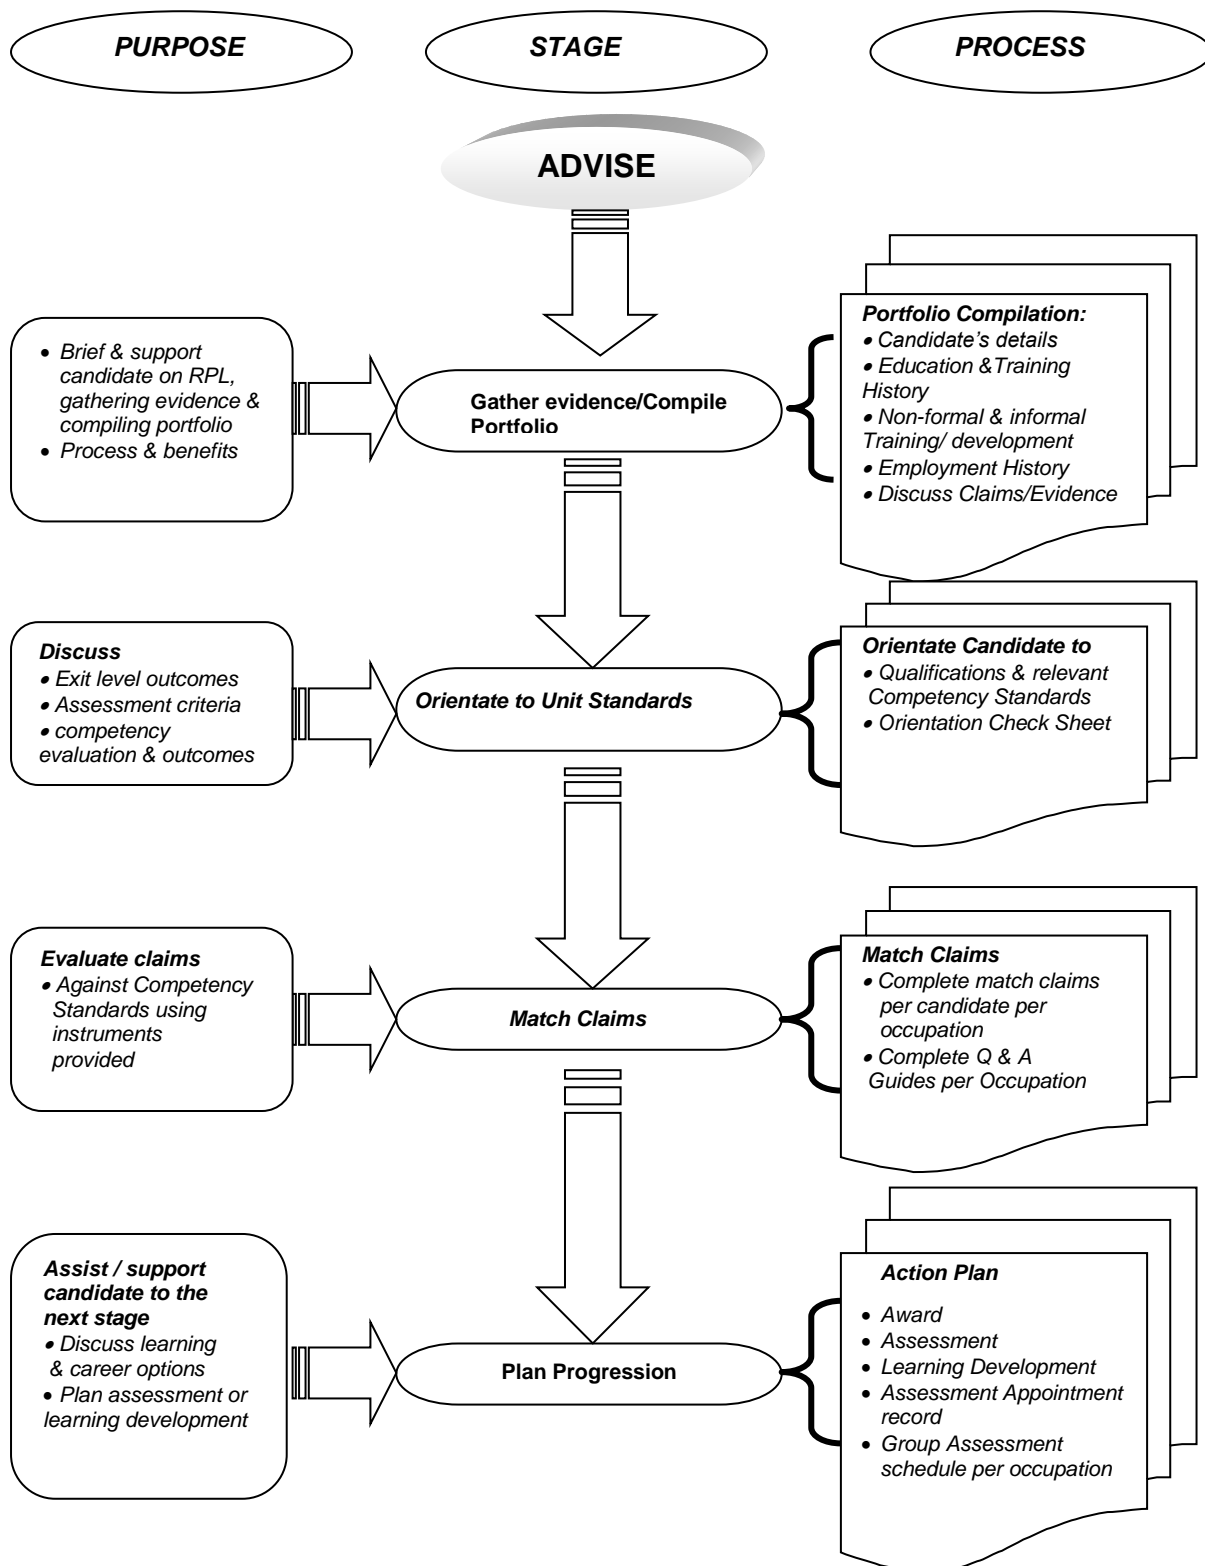 PURPOSE
STAGE
PROCESS
ADVISE
• Brief & support
candidate on RPL,
gathering evidence &
compiling portfolio
• Process & benefits
Gather evidence/Compile
Portfolio
Portfolio Compilation:
• Candidate's details
• Education &Training
History
• Non-formal & informal
Training/ development
• Employment History
• Discuss Claims/Evidence
Discuss
• Exit level outcomes
• Assessment criteria
• competency
evaluation & outcomes
Orientate to Unit Standards
Orientate Candidate to
• Qualifications & relevant
Competency Standards
• Orientation Check Sheet
Evaluate claims
• Against Competency
Standards using
instruments
provided
Match Claims
Match Claims
• Complete match claims
per candidate per
occupation
• Complete Q & A
Guides per Occupation
Assist / support
candidate to the
next stage
• Discuss learning
& career options
• Plan assessment or
learning development
Plan Progression
Action Plan
• Award
• Assessment
• Learning Development
• Assessment Appointment
record
• Group Assessment
schedule per occupation